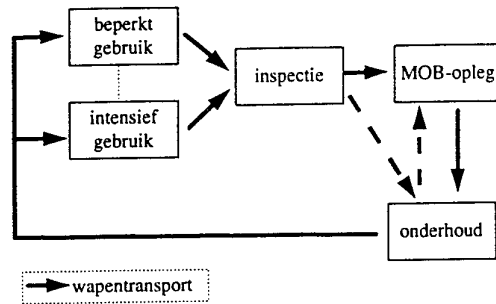 beperkt
gebruik
inspectie
MOB-opleg
intensief
gebruik
onderhoud
wapentransport